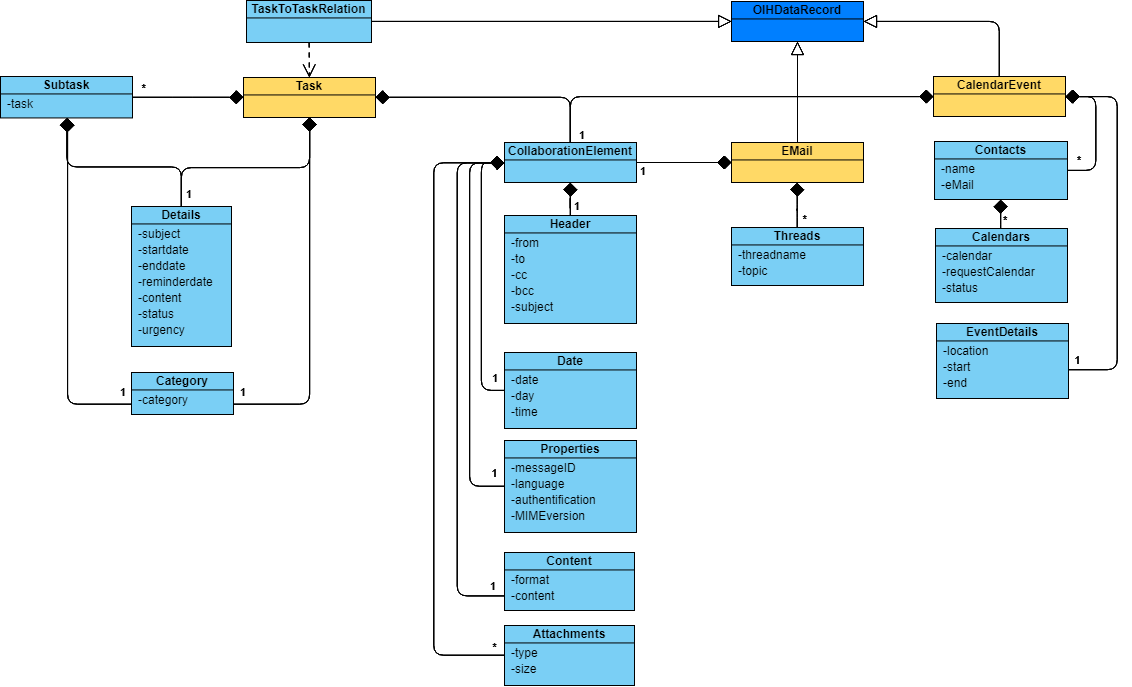 TaskToTaskRelation
OIHDataRecord
Subtask
-task
*
Task
CalendarEvent
1
CollaborationElement
1
EMail
Contacts
-name
-eMail
*
1
Details
-subject
-startdate
-enddate
-reminderdate
-content
-status
-urgency
1
Header
-from
-to
-cc
-bcc
-subject
*
Threads
-threadname
-topic
*
Calendars
-calendar
-requestCalendar
-status
EventDetails
-location
-start
-end
1
1
Category
-category
1
1
Date
-date
-day
-time
1
Properties
-messageID
-language
-authentification
-MIMEversion
1
Content
-format
-content
*
Attachments
-type
-size